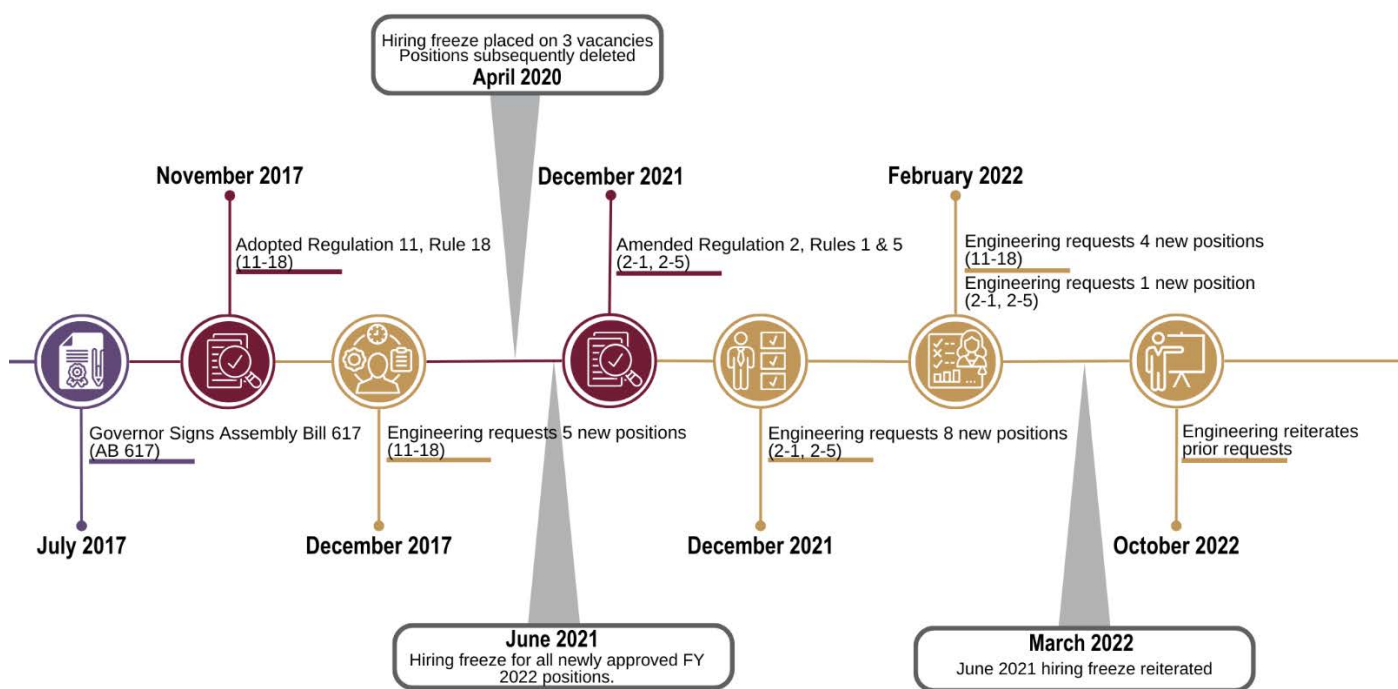 Hiring freeze placed on 3 vacancies
Positions subsequently deleted
April 2020
November 2017
Adopted Regulation 11, Rule 18
(11-18)
December 2021
Amended Regulation 2, Rules 1 & 5
(2-1, 2-5)
February 2022
Engineering requests 4 new positions
(11-18)
Engineering requests 1 new position
(2-1, 2-5)
Governor Signs Assembly Bill 617
(AB 617)
July 2017
Engineering requests 5 new positions
(11-18)
December 2017
Engineering requests 8 new positions
(2-1, 2-5)
December 2021
Engineering reiterates
prior requests
October 2022
June 2021
Hiring freeze for all newly approved FY
2022 positions.
March 2022
June 2021 hiring freeze reiterated